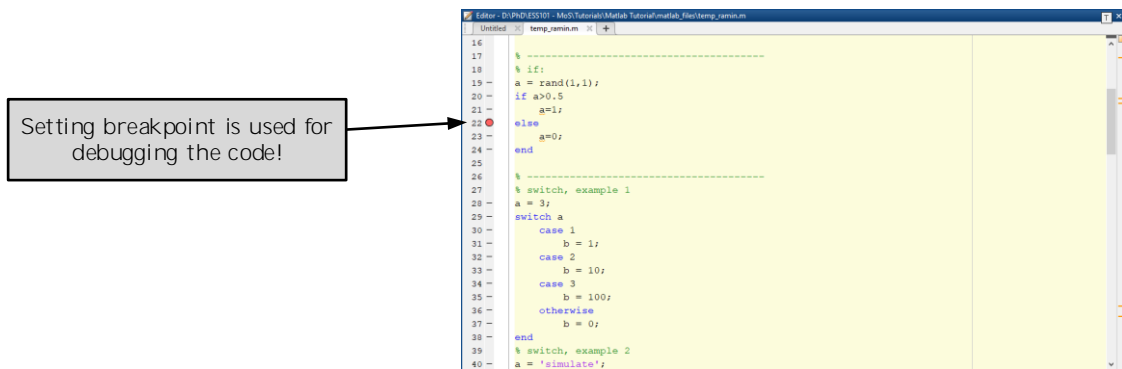 Editor - D:\PhD\ESS101 - MoS\Tutorials\Matlab Tutorial\matlab_files\temp_ramin.m
Untitled × temp_ramin.m × +
Setting breakpoint is used for
debugging the code!
16
17 % ---------------------------------------
18 % if:
19 - a = rand(1,1);
20 - if a>0.5
21 - a=1;
22 else
23 - a=0;
24 - end
25
26 % ---------------------------------------
27 % switch, example 1
28 - a = 3;
29 - switch a
30 - case 1
31 - b = 1;
32 - case 2
33 - b = 10;
34 - case 3
35 - b = 100;
36 - otherwise
37 - b = 0;
38 - end
39 % switch, example 2
40 - a = 'simulate';